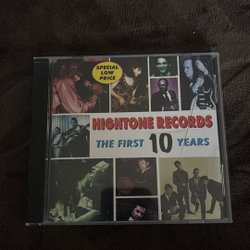 SPECIAL
LOW
PRICE
HIGHTONE RECORDS
THE FIRST 10 YEARS